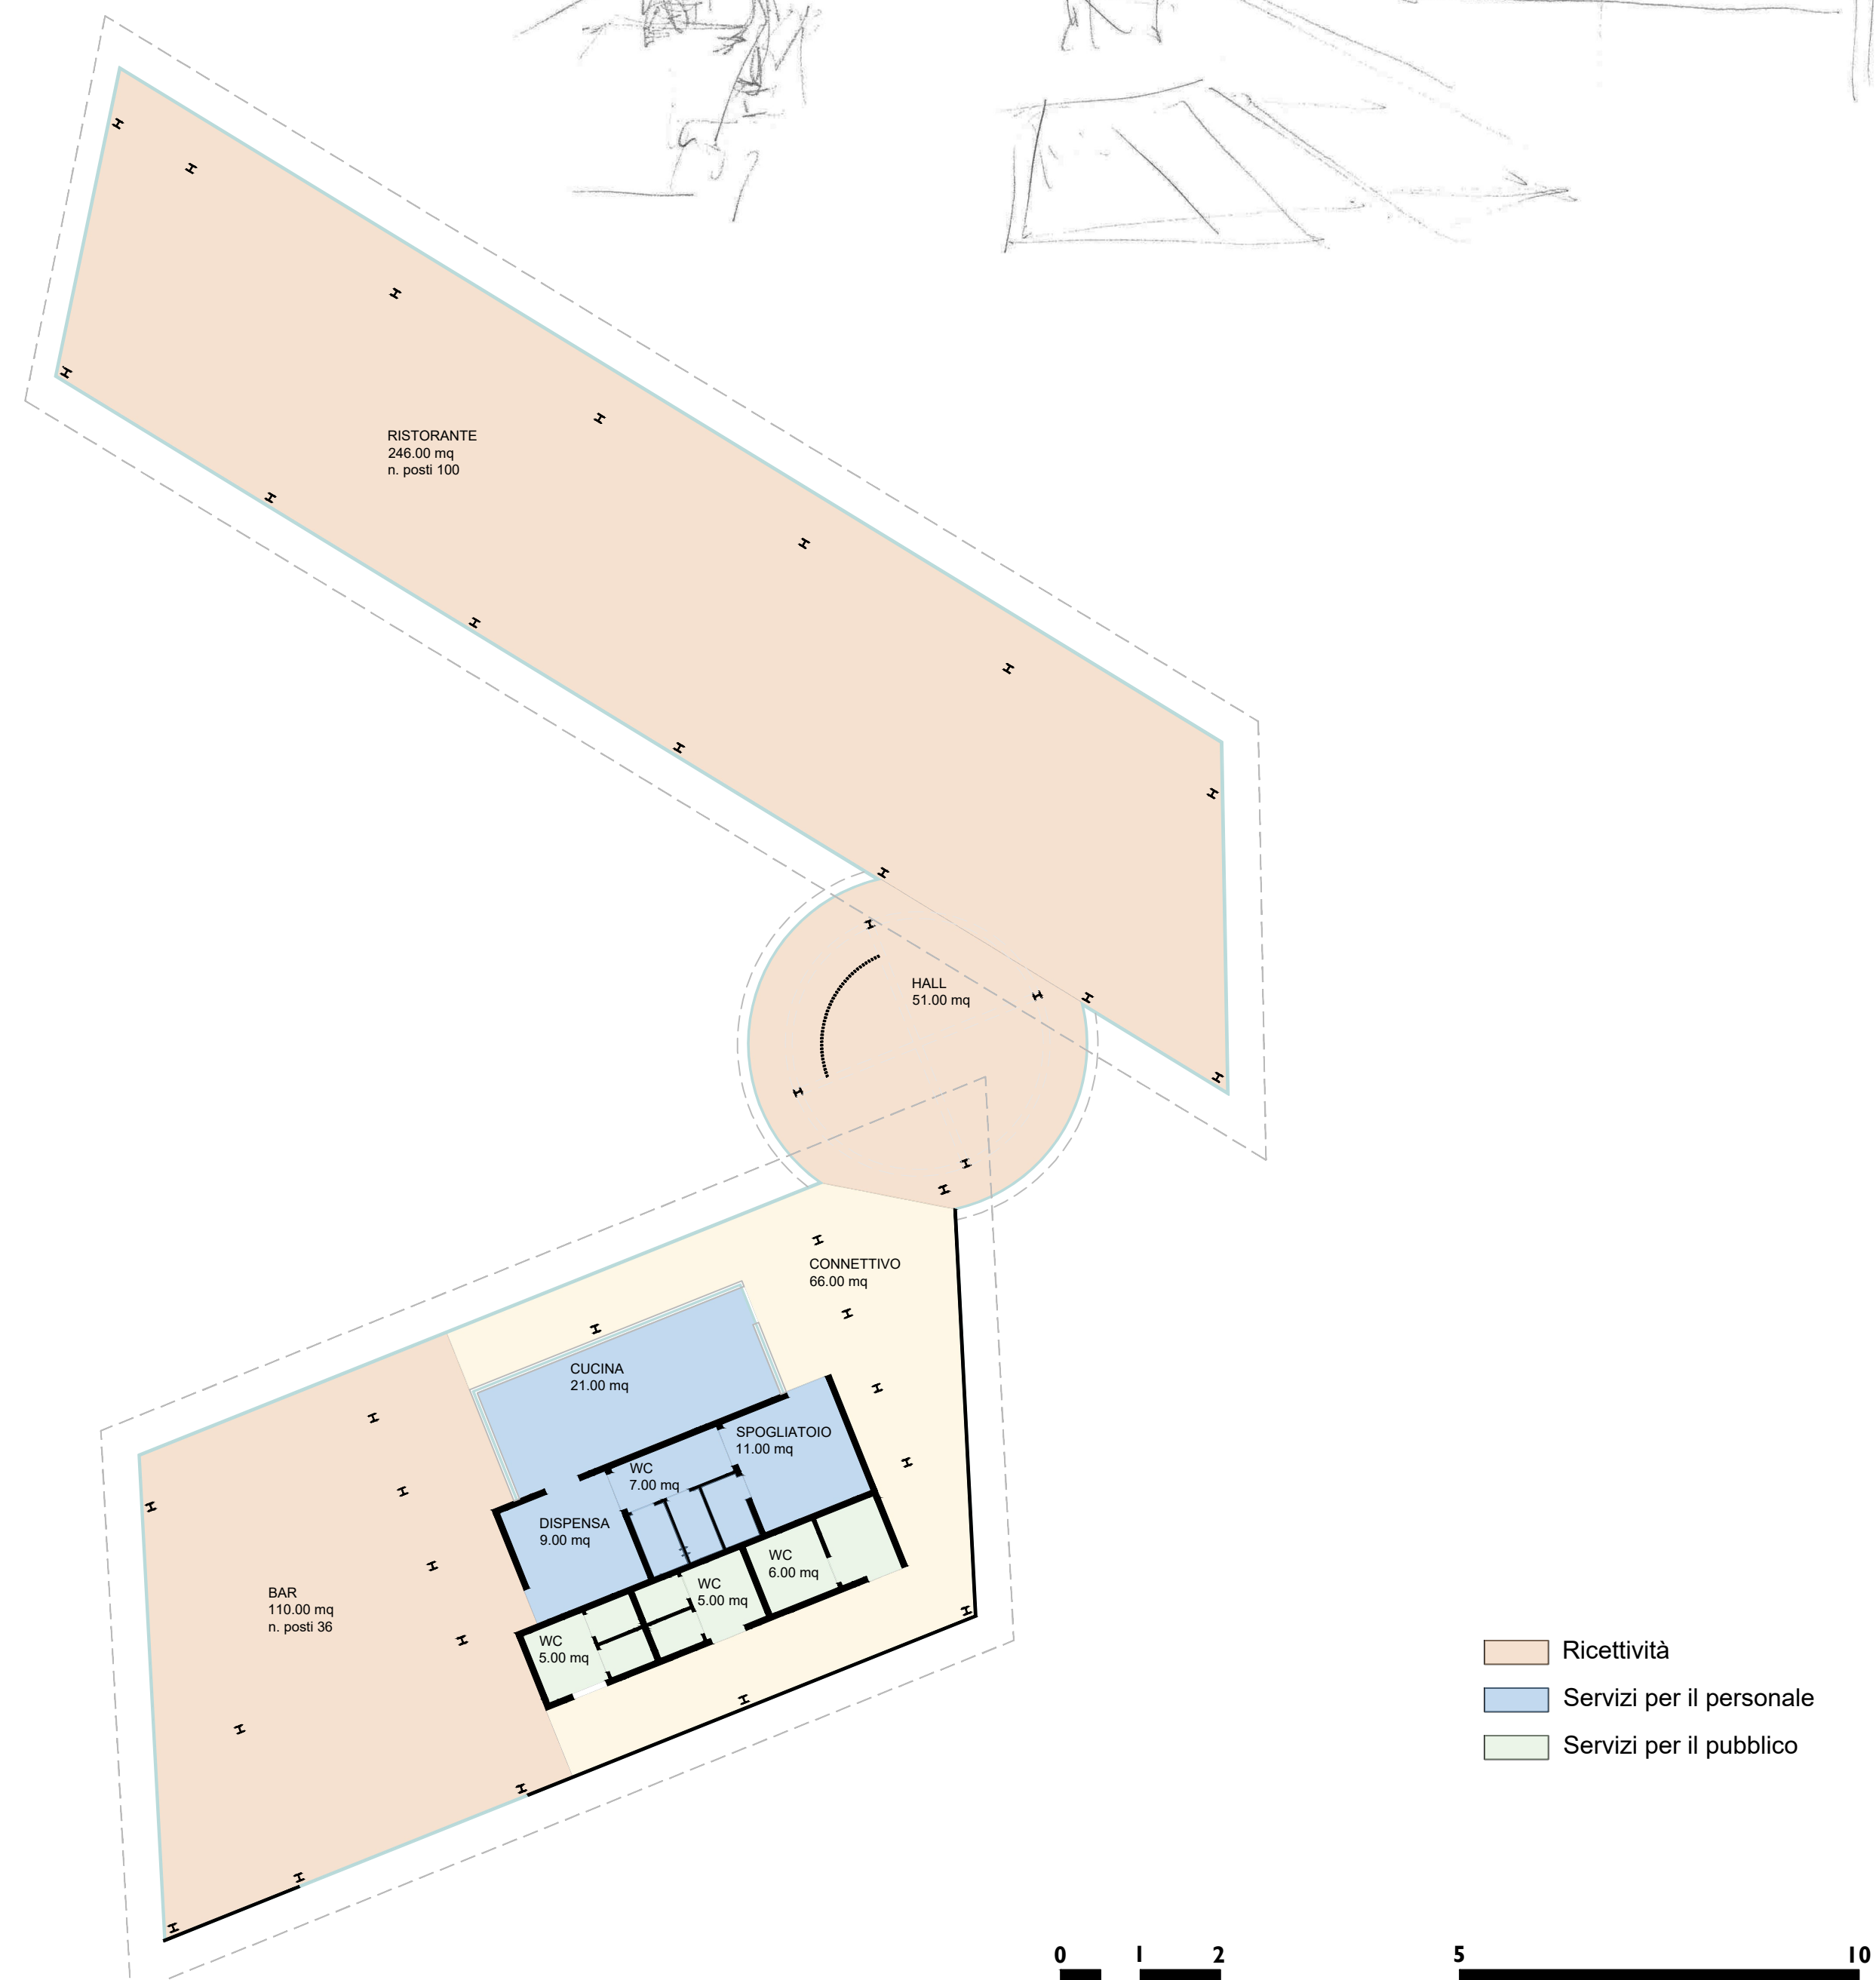 RISTORANTE
246.00 mq
n. posti 100
HALL
51.00 mq
CONNETTIVO
66.00 mq
CUCINA
21.00 mq
SPOGLIATOIO
11.00 mq
WC
7.00 mq
DISPENSA
9.00 mq
WC
6.00 mq
WC
5.00 mq
BAR
110.00 mq
n. posti 36
WC
5.00 mq
Ricettività
Servizi per il personale
Servizi per il pubblico
0 1 2 5 10